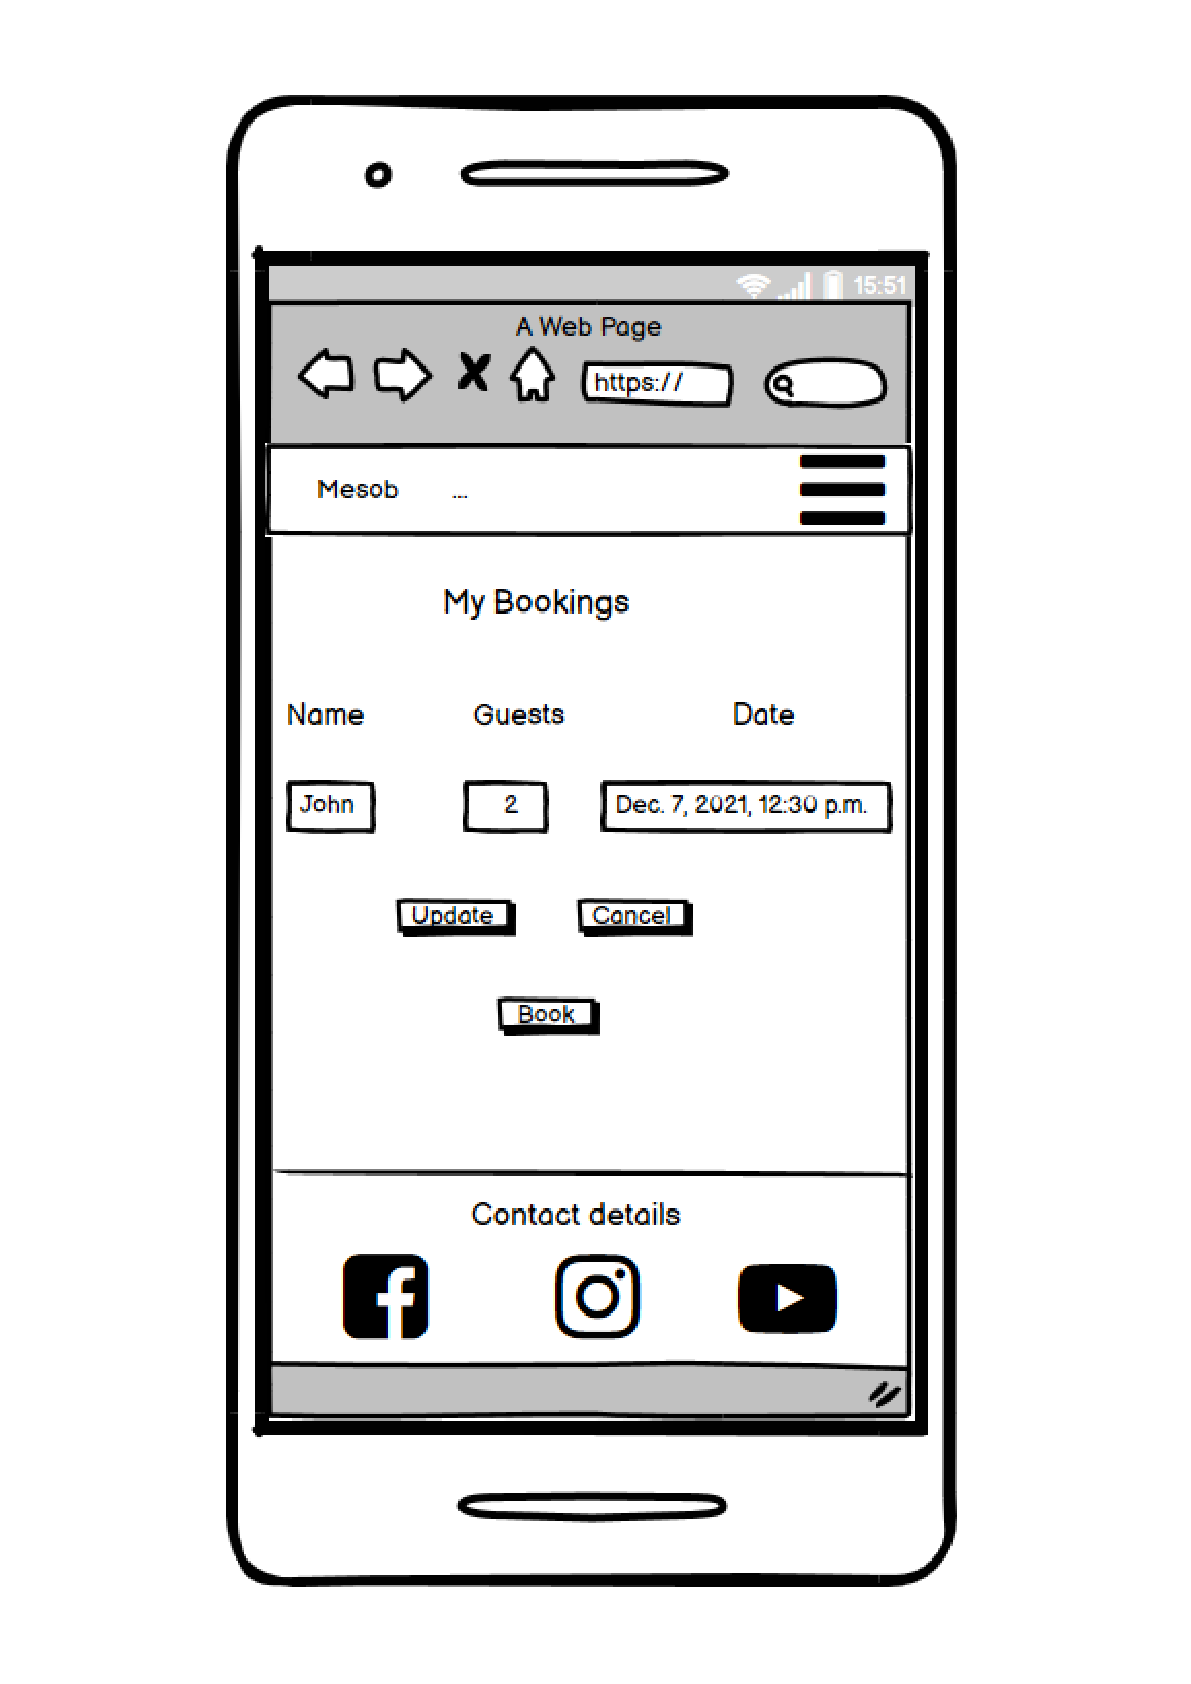 15:51
A Web Page
https://
Mesob ...
My Bookings
Name Guests Date
John 2 Dec. 7, 2021, 12:30 p.m.
Update Cancel
Book
Contact details